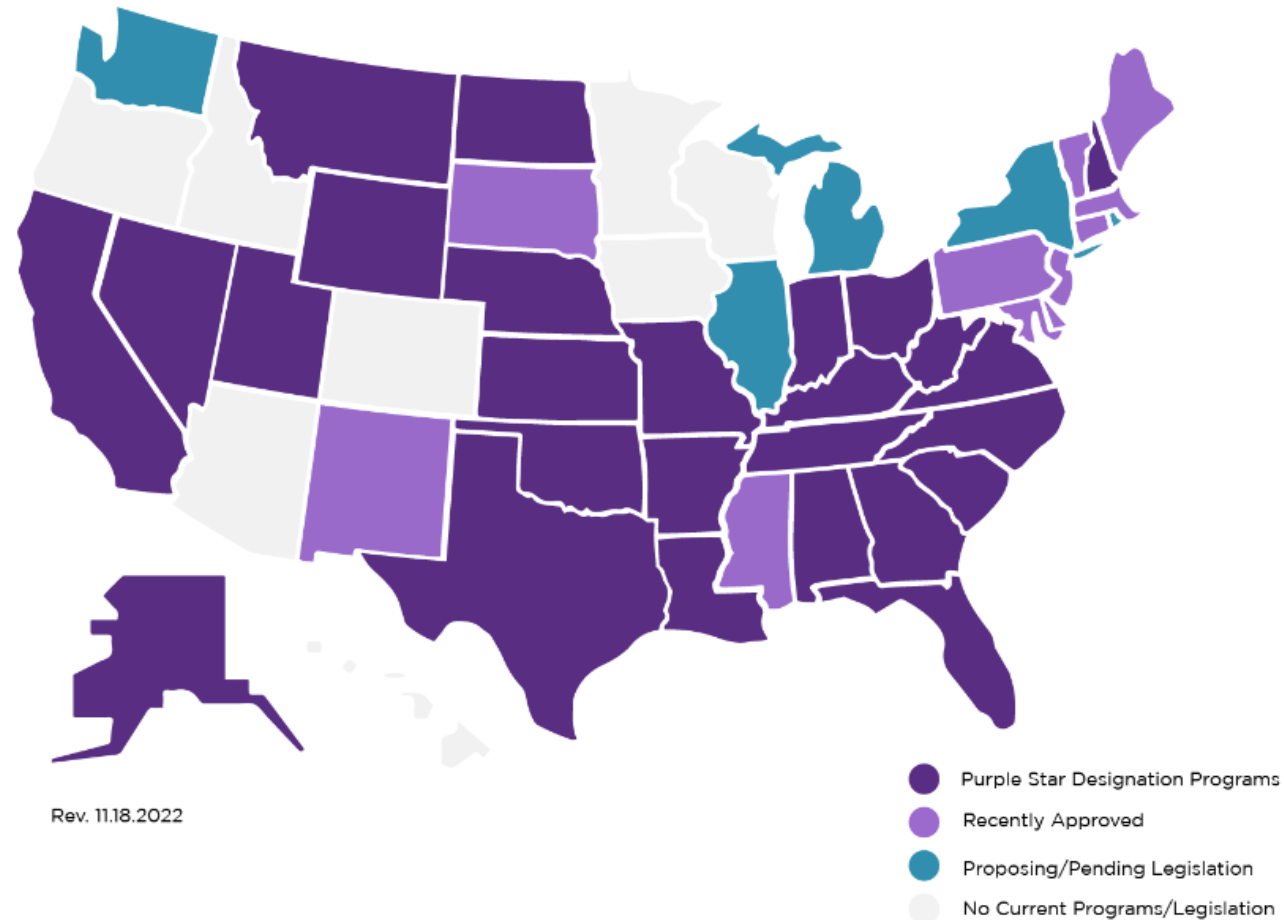 Rev. 11.18.2022
Purple Star Designation Programs
Recently Approved
Proposing/Pending Legislation
No Current Programs/Legislation